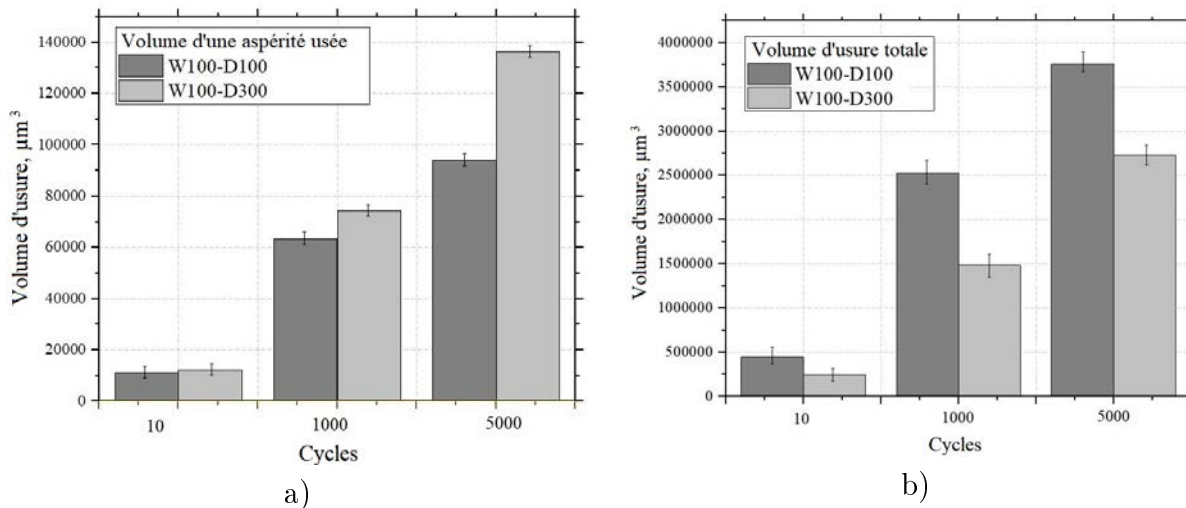 Volume d'une aspérité usée
W100-D100
W100-D300
Volume d'usure, µm³
140000
120000
100000
80000
60000
40000
20000
0
10
1000
5000
Cycles
a)
Volume d'usure totale
W100-D100
W100-D300
Volume d'usure, µm³
4000000
3500000
3000000
2500000
2000000
1500000
1000000
500000
0
10
1000
5000
Cycles
b)